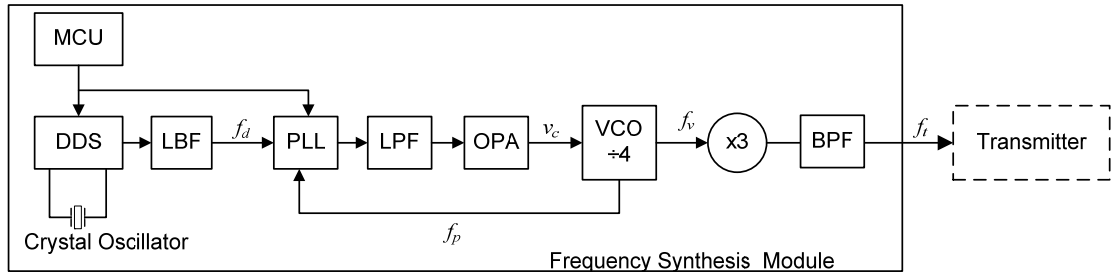 MCU
DDS
LBF
f_d
PLL
LPF
OPA
v_c
VCO
÷4
f_v
x3
BPF
f_t
Transmitter
Crystal Oscillator
f_p
Frequency Synthesis Module